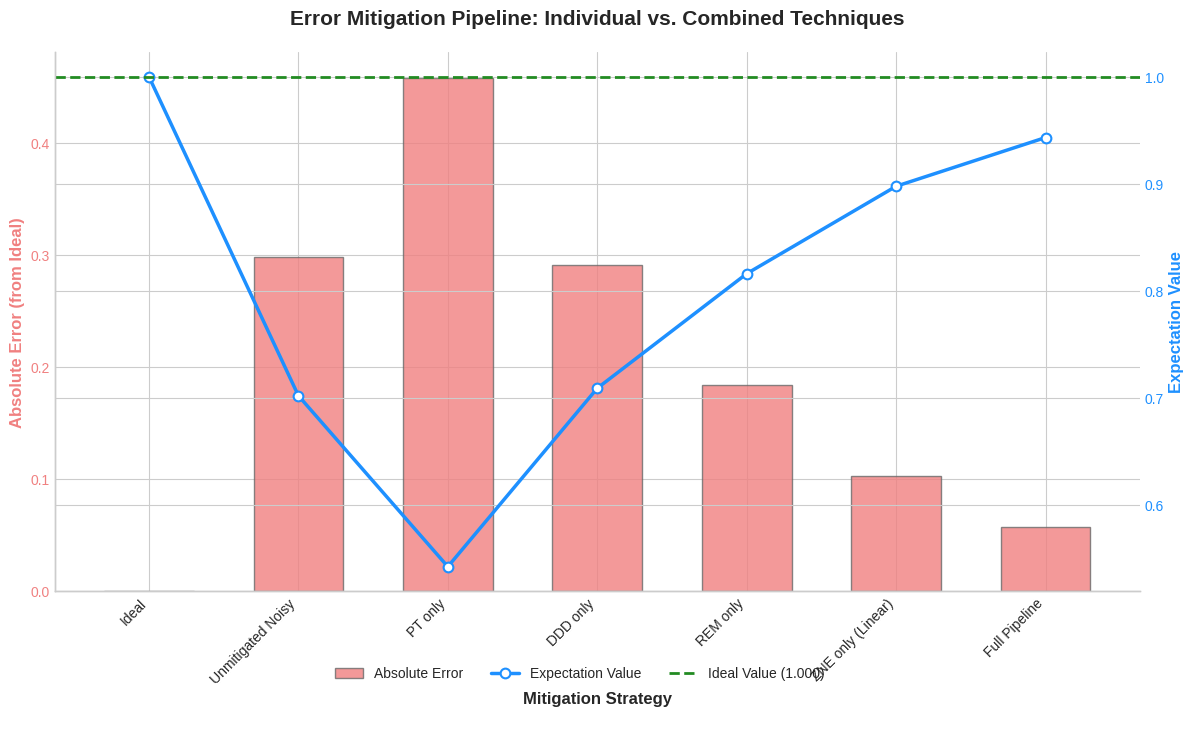 Error Mitigation Pipeline: Individual vs. Combined Techniques
Absolute Error (from Ideal)
0.4
0.3
0.2
0.1
0.0
1.0
0.9
0.8
0.7
0.6
Expectation Value
Ideal
Unmitigated Noisy
PT only
DDD only
REM only
ZNE only (Linear)
Full Pipeline
Absolute Error
Expectation Value
Ideal Value (1.000)
Mitigation Strategy